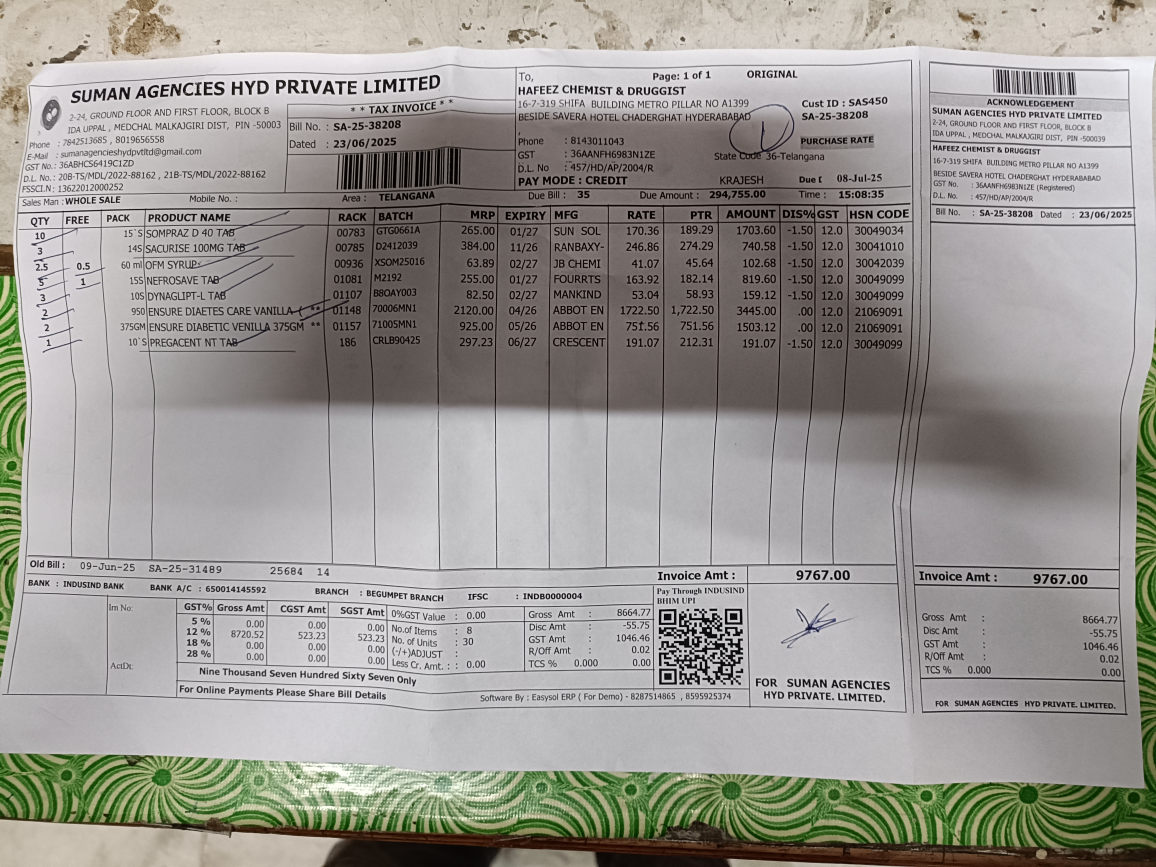 SUMAN AGENCIES HYD PRIVATE LIMITED
2-24, GROUND FLOOR AND FIRST FLOOR, BLOCK B
IDA UPPAL , MEDCHAL MALKAJGIRI DIST, PIN -50003
Phone : 7842513685 , 8019656558
E-Mail : sumanagencieshydpvtltd@gmail.com
GST No.: 36ABHCS6419C1ZD
D.L. No.: 20B-TS/MDL/2022-88162 , 21B-TS/MDL/2022-88162
FSSCI.N: 13622012000252
* * TAX INVOICE * *
Bill No. : SA-25-38208
Dated : 23/06/2025
To,
Page: 1 of 1 ORIGINAL
HAFEEZ CHEMIST & DRUGGIST
16-7-319 SHIFA BUILDING METRO PILLAR NO A1399
BESIDE SAVERA HOTEL CHADERGHAT HYDERABABAD
,
Phone : 8143011043
GST : 36AANFH6983N1ZE
D.L. No : 457/HD/AP/2004/R
PAY MODE : CREDIT
Cust ID : SAS450
SA-25-38208
PURCHASE RATE
State Code 36-Telangana
KRAJESH Due D 08-Jul-25
Sales Man : WHOLE SALE Mobile No. : Area : TELANGANA Due Bill : 35 Due Amount : 294,755.00 Time : 15:08:35
QTY FREE PACK PRODUCT NAME RACK BATCH MRP EXPIRY MFG RATE PTR AMOUNT DIS% GST HSN CODE
10 15`S SOMPRAZ D 40 TAB 00783 GTG0661A 265.00 01/27 SUN SOL 170.36 189.29 1703.60 -1.50 12.0 30049034
3 14S SACURISE 100MG TAB 00785 D2412039 384.00 11/26 RANBAXY- 246.86 274.29 740.58 -1.50 12.0 30041010
2.5 0.5 60 ml OFM SYRUP 00936 XSOM25016 63.89 02/27 JB CHEMI 41.07 45.64 102.68 -1.50 12.0 30042039
5 1 15S NEFROSAVE TAB 01081 M2192 255.00 01/27 FOURRTS 163.92 182.14 819.60 -1.50 12.0 30049099
3 10S DYNAGLIPT-L TAB 01107 B8OAY003 82.50 02/27 MANKIND 53.04 58.93 159.12 -1.50 12.0 30049099
2 950 ENSURE DIAETES CARE VANILLA ( ** 01148 70006MN1 2120.00 04/26 ABBOT EN 1722.50 1,722.50 3445.00 .00 12.0 21069091
2 375GM ENSURE DIABETIC VENILLA 375GM ** 01157 71005MN1 925.00 05/26 ABBOT EN 751.56 751.56 1503.12 .00 12.0 21069091
1 10`S PREGACENT NT TAB 186 CRLB90425 297.23 06/27 CRESCENT 191.07 212.31 191.07 -1.50 12.0 30049099
Old Bill : 09-Jun-25 SA-25-31489 25684 14
Invoice Amt : 9767.00
BANK : INDUSIND BANK BANK A/C : 650014145592 BRANCH : BEGUMPET BRANCH IFSC : INDB0000004
Irn No:
ActDt:
GST% Gross Amt CGST Amt SGST Amt
5 % 0.00 0.00 0.00
12 % 8720.52 523.23 523.23
18 % 0.00 0.00 0.00
28 % 0.00 0.00 0.00
0%GST Value : 0.00
No.of Items : 8
No. of Units : 30
(-/+)ADJUST :
Less Cr. Amt. : : 0.00
Gross Amt : 8664.77
Disc Amt -55.75
GST Amt : 1046.46
R/Off Amt : 0.02
TCS % 0.000 0.00
Pay Through INDUSIND
BHIM UPI
Nine Thousand Seven Hundred Sixty Seven Only
For Online Payments Please Share Bill Details
Software By : Easysol ERP ( For Demo) - 8287514865 , 8595925374
FOR SUMAN AGENCIES
HYD PRIVATE. LIMITED.
ACKNOWLEDGEMENT
SUMAN AGENCIES HYD PRIVATE LIMITED
2-24, GROUND FLOOR AND FIRST FLOOR, BLOCK B
IDA UPPAL , MEDCHAL MALKAJGIRI DIST, PIN -500039
HAFEEZ CHEMIST & DRUGGIST
16-7-319 SHIFA BUILDING METRO PILLAR NO A1399
BESIDE SAVERA HOTEL CHADERGHAT HYDERABABAD
GST No. : 36AANFH6983N1ZE (Registered)
D.L. No. : 457/HD/AP/2004/R
Bill No. : SA-25-38208 Dated : 23/06/2025
Invoice Amt : 9767.00
Gross Amt : 8664.77
Disc Amt : -55.75
GST Amt : 1046.46
R/Off Amt : 0.02
TCS % 0.000 0.00
FOR SUMAN AGENCIES HYD PRIVATE. LIMITED.